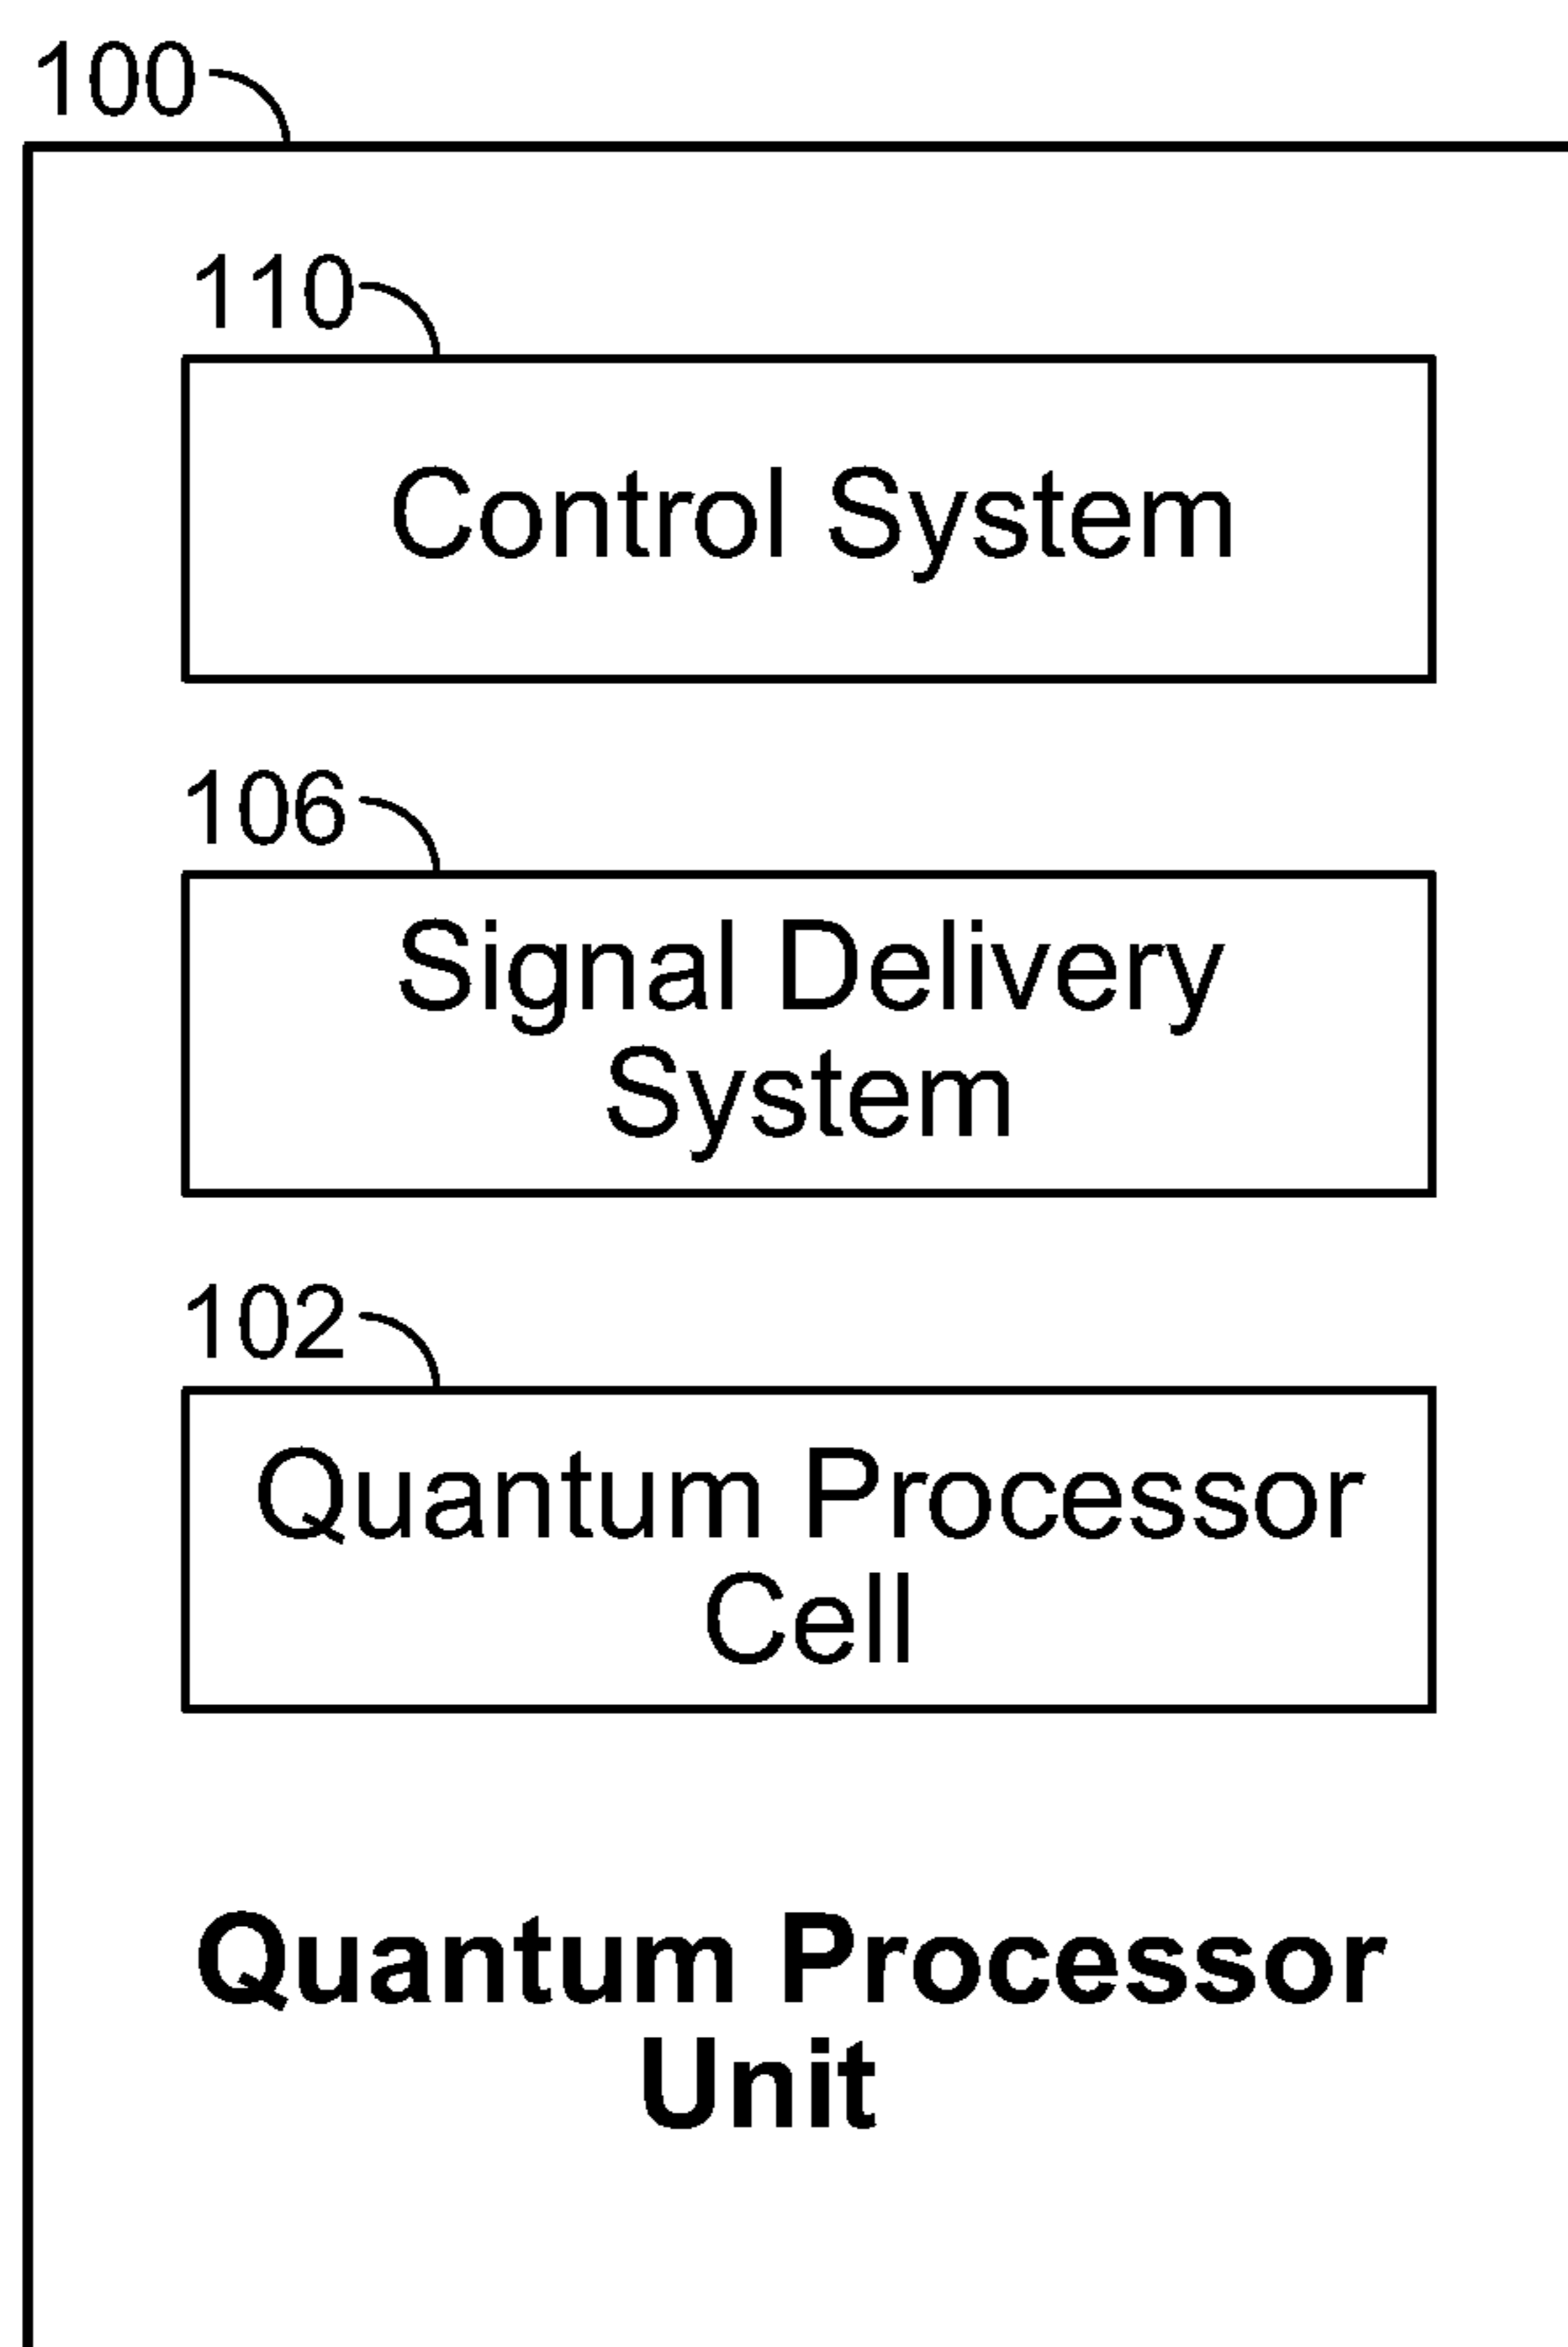 100
110
Control System
106
Signal Delivery
System
102
Quantum Processor
Cell
Quantum Processor
Unit